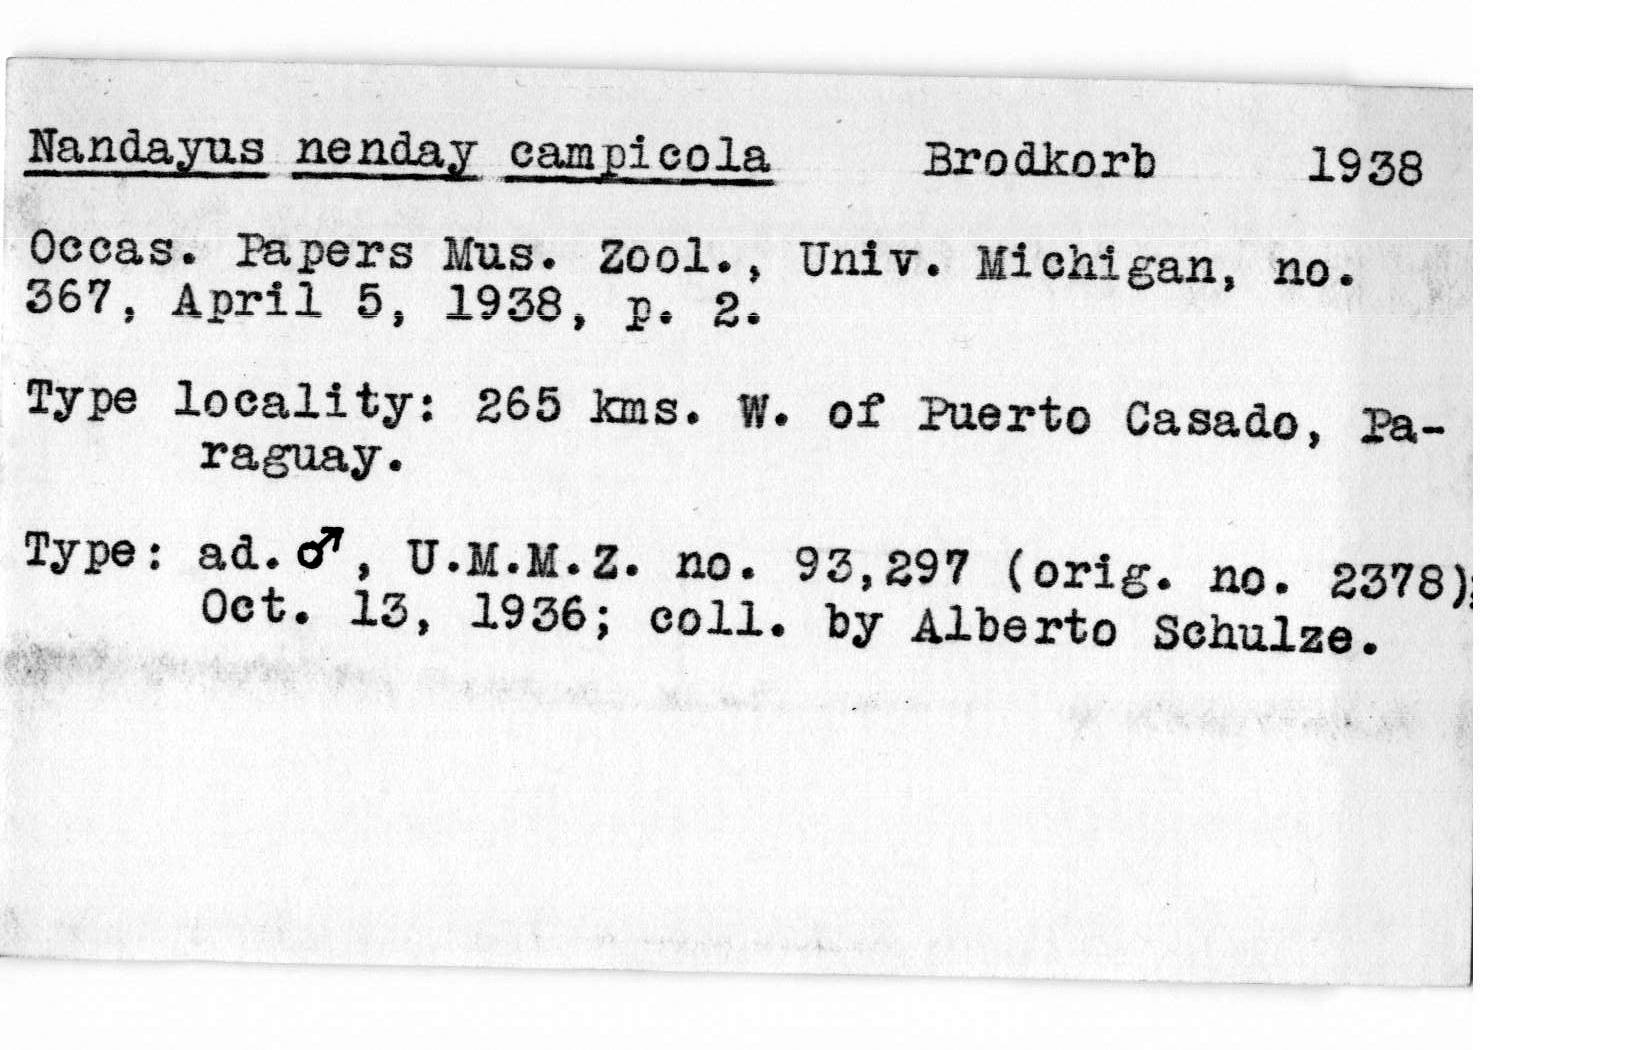 Nandayus nenday campicola Brodkorb 1938
Occas. Papers Mus. Zool., Univ. Michigan, no.
367, April 5, 1938, p. 2.
Type locality: 265 kms. W. of Puerto Casado, Pa-
raguay.
Type: ad. ♂, U.M.M.Z. no. 93,297 (orig. no. 2378);
Oct. 13, 1936; coll. by Alberto Schulze.